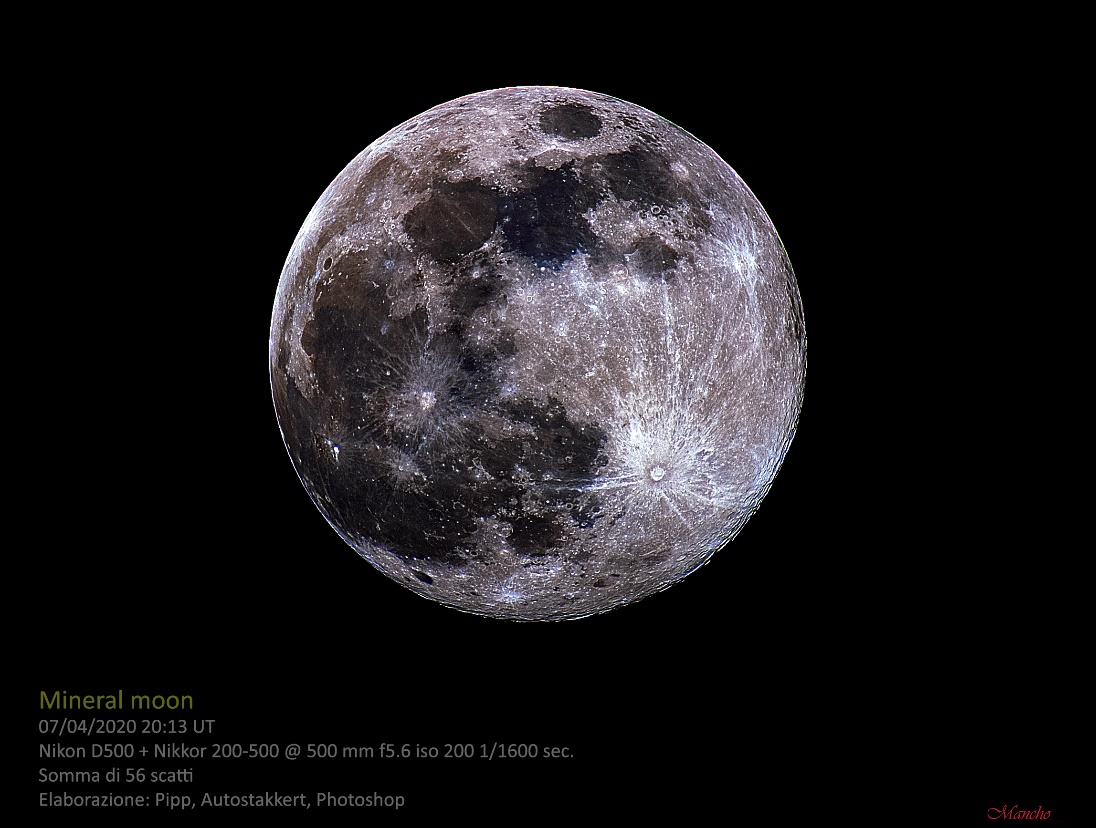 Mineral moon
07/04/2020 20:13 UT
Nikon D500 + Nikkor 200-500 @ 500 mm f5.6 iso 200 1/1600 sec.
Somma di 56 scatti
Elaborazione: Pipp, Autostakkert, Photoshop
Mancho